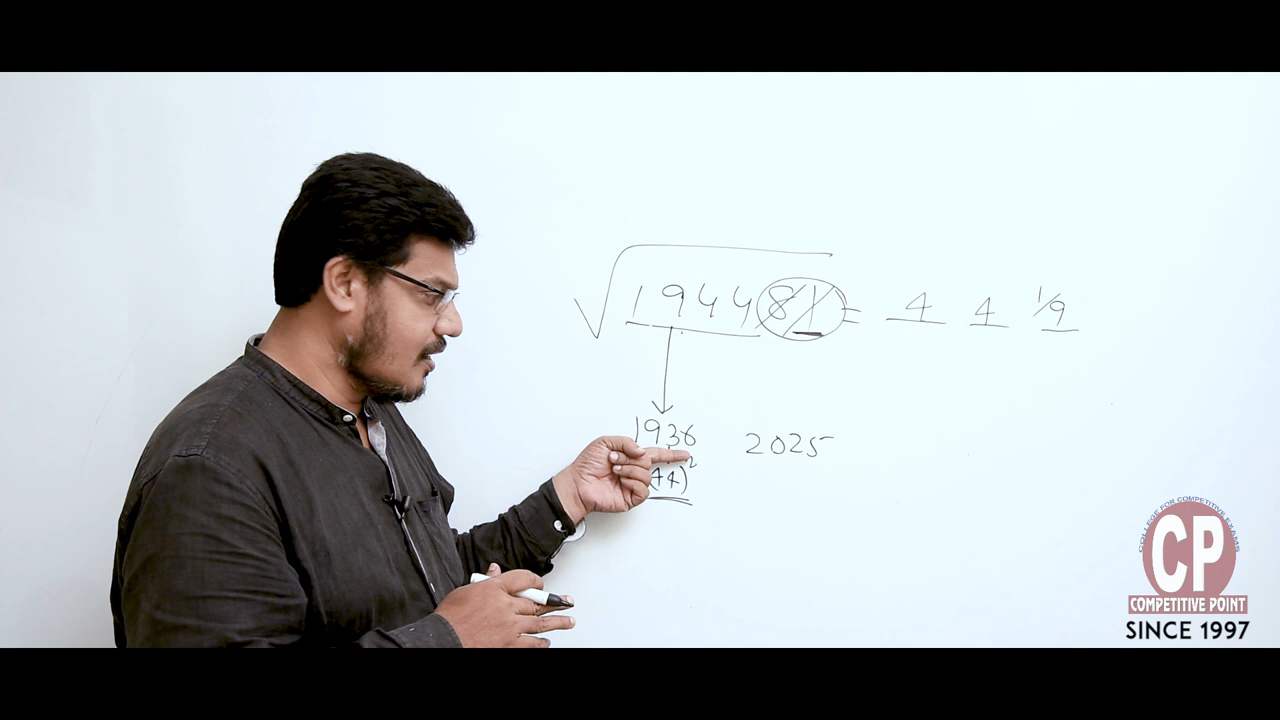 √194481 = 4 4 1/9
1936 2025
(44)²
COLLEGE FOR COMPETITIVE EXAMS
CP
COMPETITIVE POINT
SINCE 1997